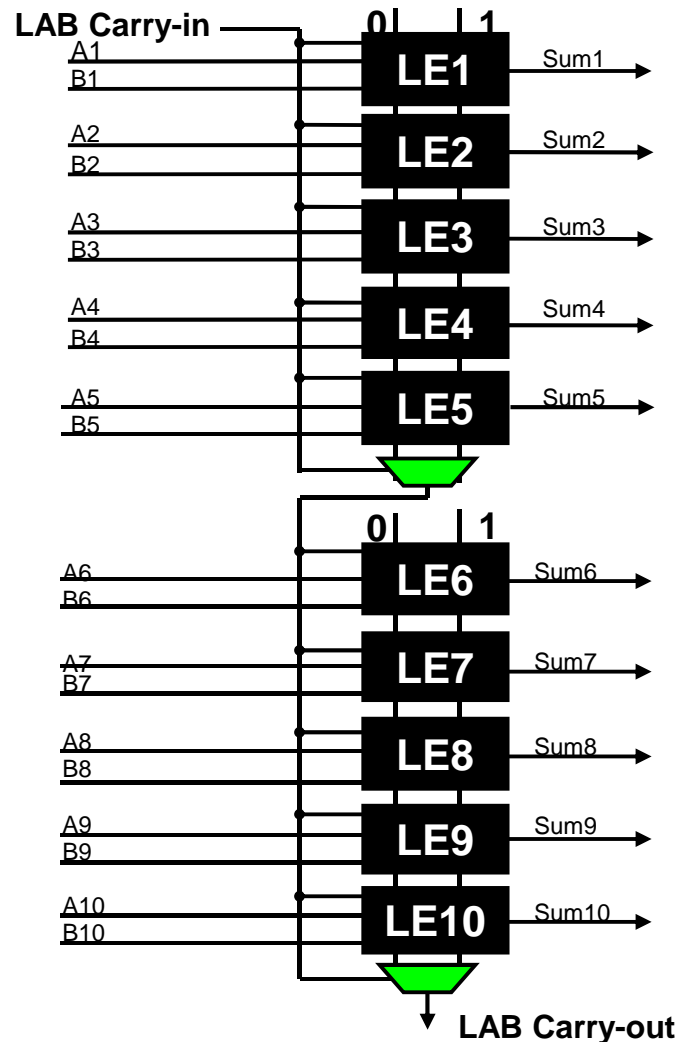 LAB Carry-in
0 1
A1
B1
LE1
Sum1
A2
B2
LE2
Sum2
A3
B3
LE3
Sum3
A4
B4
LE4
Sum4
A5
B5
LE5
Sum5
0 1
A6
B6
LE6
Sum6
A7
B7
LE7
Sum7
A8
B8
LE8
Sum8
A9
B9
LE9
Sum9
A10
B10
LE10
Sum10
LAB Carry-out